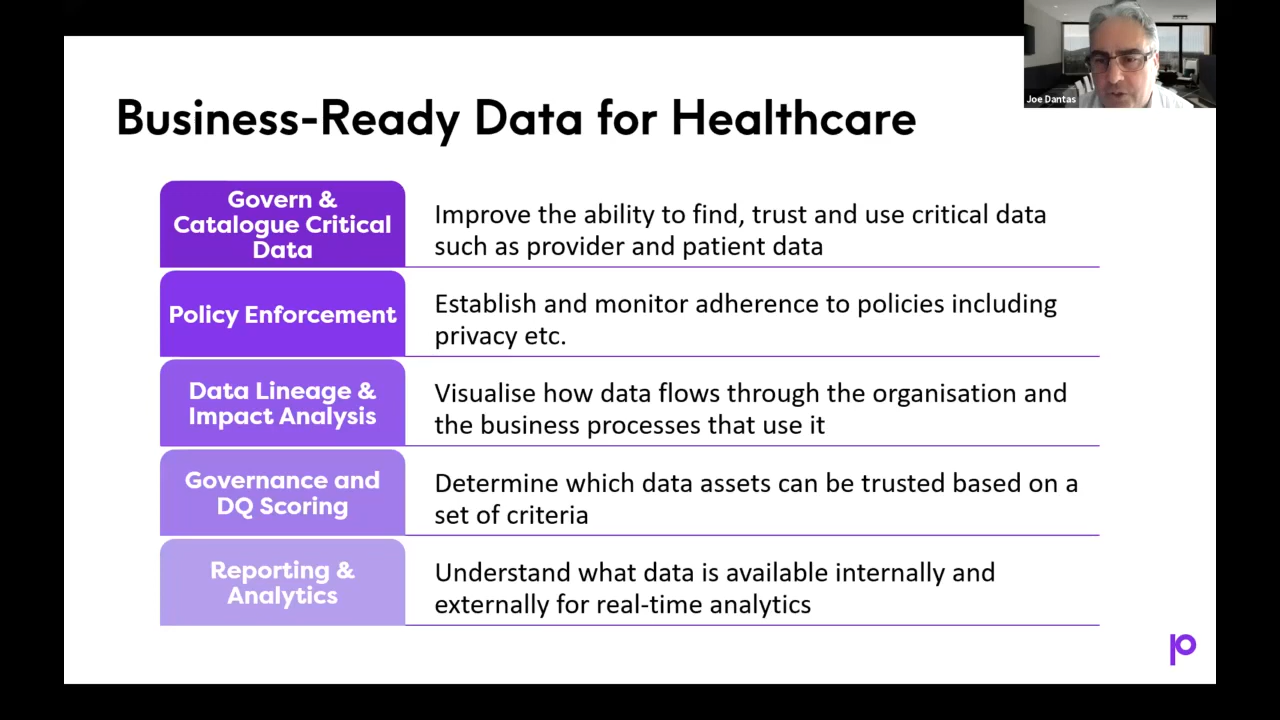 Joe Dantas
Business-Ready Data for Healthcare
Govern &
Catalogue Critical
Data
Improve the ability to find, trust and use critical data
such as provider and patient data
Policy Enforcement
Establish and monitor adherence to policies including
privacy etc.
Data Lineage &
Impact Analysis
Visualise how data flows through the organisation and
the business processes that use it
Governance and
DQ Scoring
Determine which data assets can be trusted based on a
set of criteria
Reporting &
Analytics
Understand what data is available internally and
externally for real-time analytics